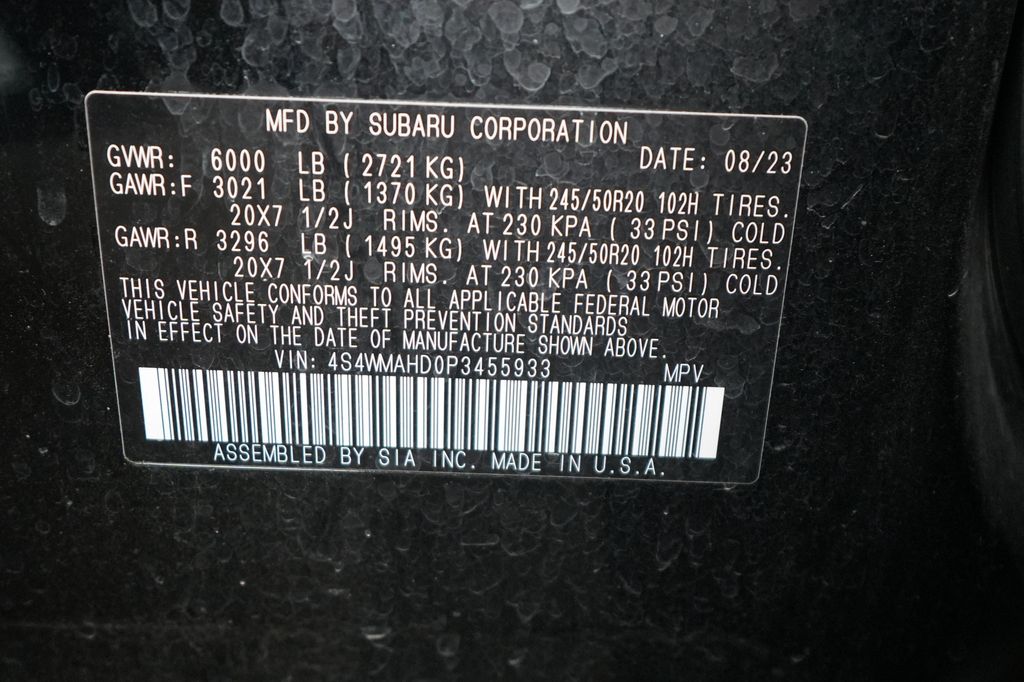 MFD BY SUBARU CORPORATION
GVWR: 6000 LB ( 2721 KG) DATE: 08/23
GAWR:F 3021 LB ( 1370 KG) WITH 245/50R20 102H TIRES.
20X7 1/2J RIMS. AT 230 KPA ( 33 PSI) COLD
GAWR:R 3296 LB ( 1495 KG) WITH 245/50R20 102H TIRES.
20X7 1/2J RIMS. AT 230 KPA ( 33 PSI) COLD
THIS VEHICLE CONFORMS TO ALL APPLICABLE FEDERAL MOTOR
VEHICLE SAFETY AND THEFT PREVENTION STANDARDS
IN EFFECT ON THE DATE OF MANUFACTURE SHOWN ABOVE.
VIN: 4S4WMAHD0P3455933 MPV
ASSEMBLED BY SIA INC. MADE IN U.S.A.